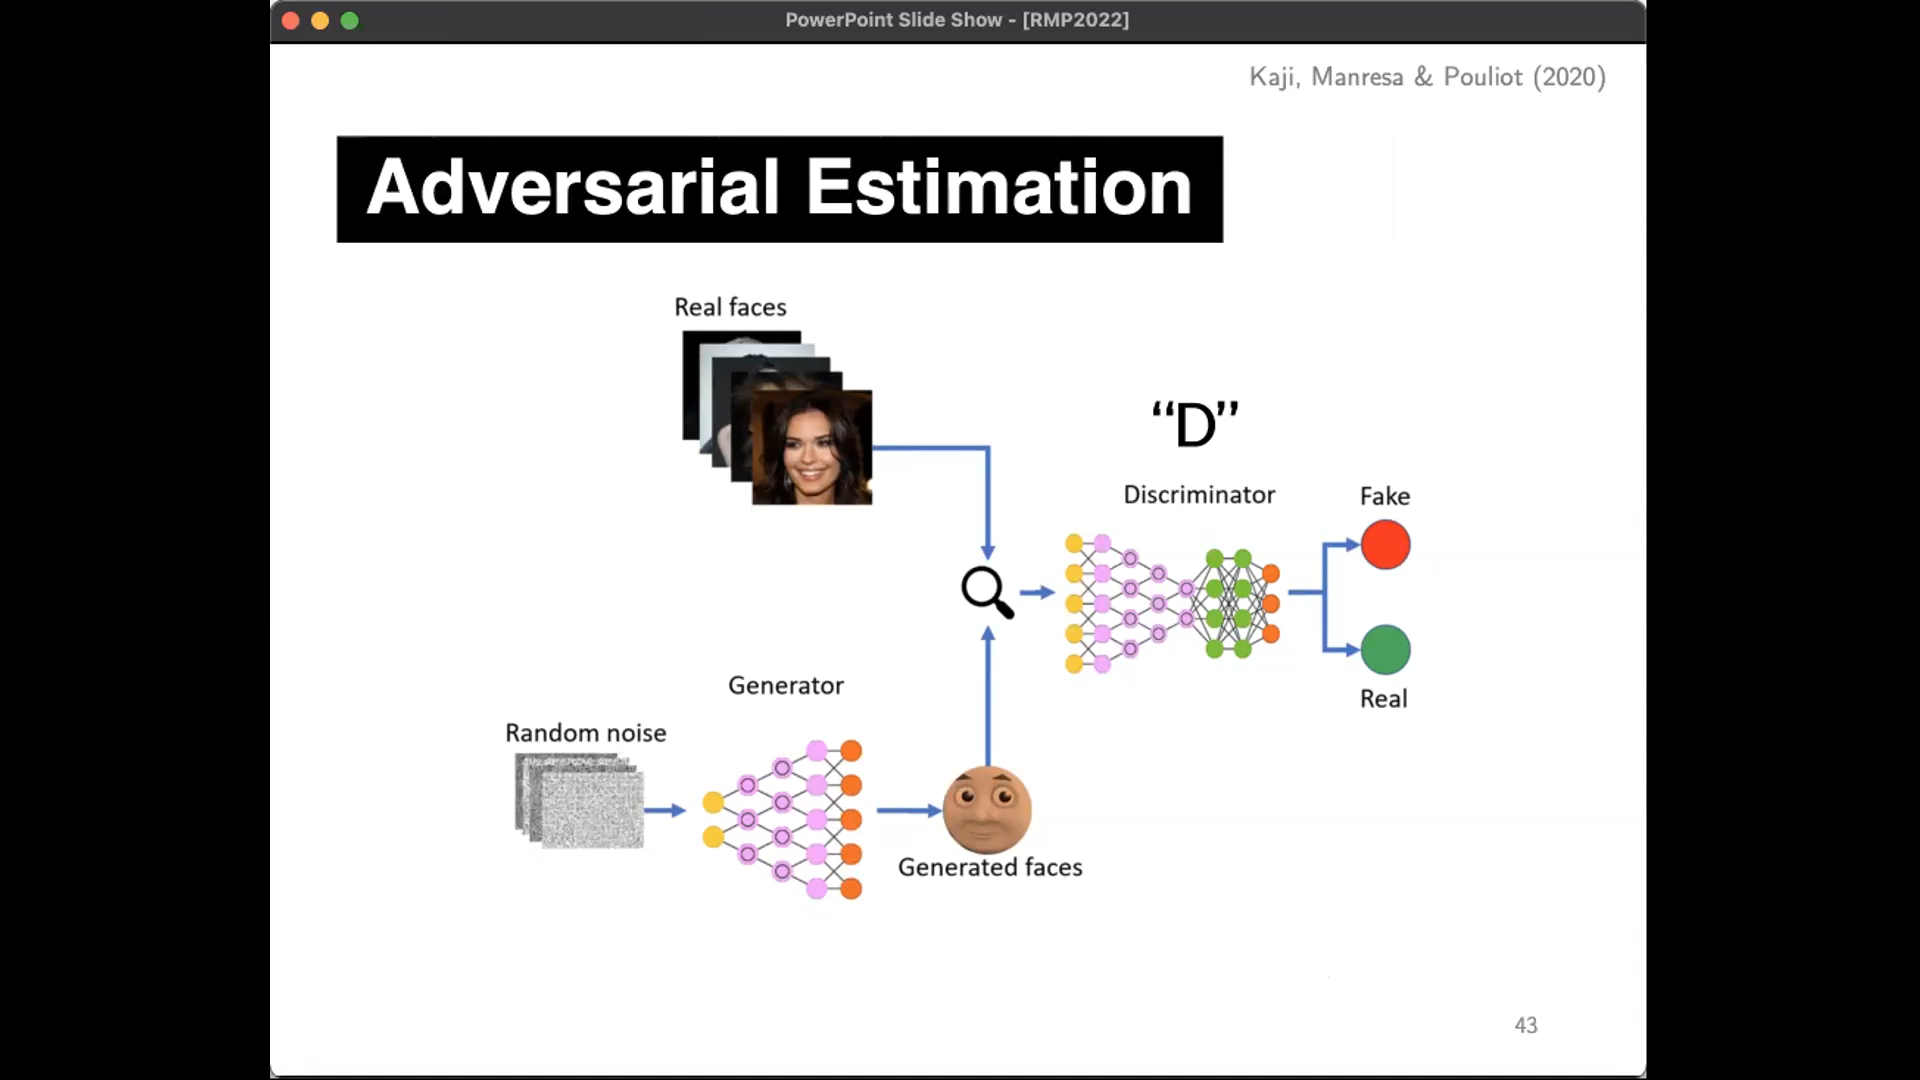 PowerPoint Slide Show - [RMP2022]
Kaji, Manresa & Pouliot (2020)
Adversarial Estimation
Real faces
“D”
Discriminator
Fake
Real
Generator
Random noise
Generated faces
43